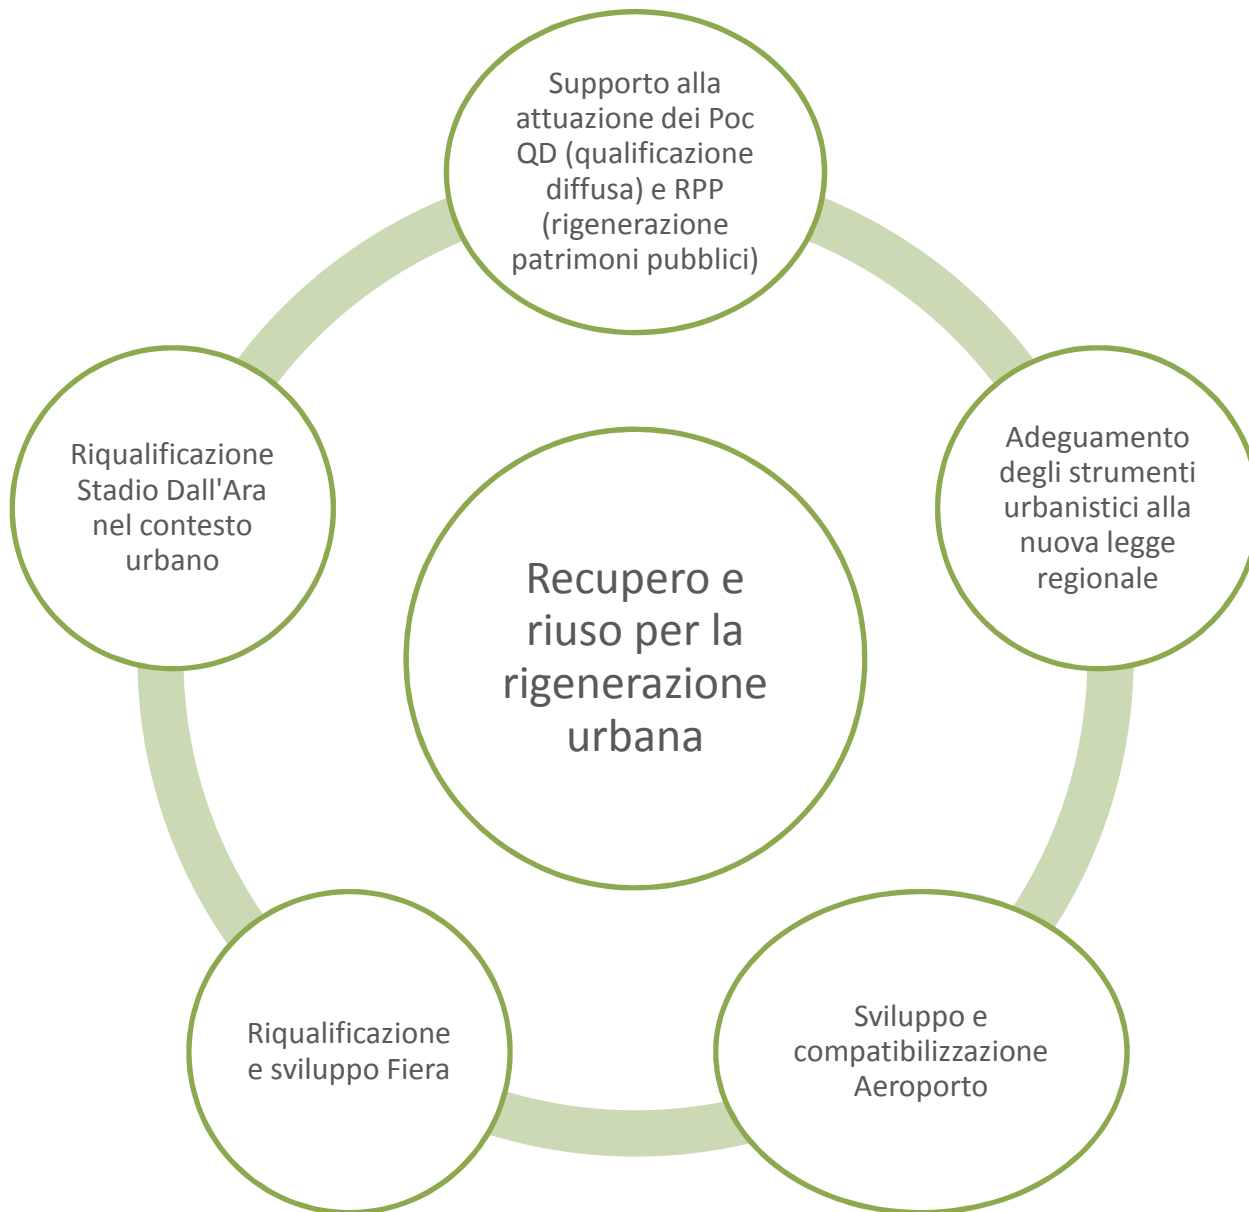 Supporto alla
attuazione dei Poc
QD (qualificazione
diffusa) e RPP
(rigenerazione
patrimoni pubblici)
Adeguamento
degli strumenti
urbanistici alla
nuova legge
regionale
Sviluppo e
compatibilizzazione
Aeroporto
Riqualificazione
e sviluppo Fiera
Riqualificazione
Stadio Dall'Ara
nel contesto
urbano
Recupero e
riuso per la
rigenerazione
urbana